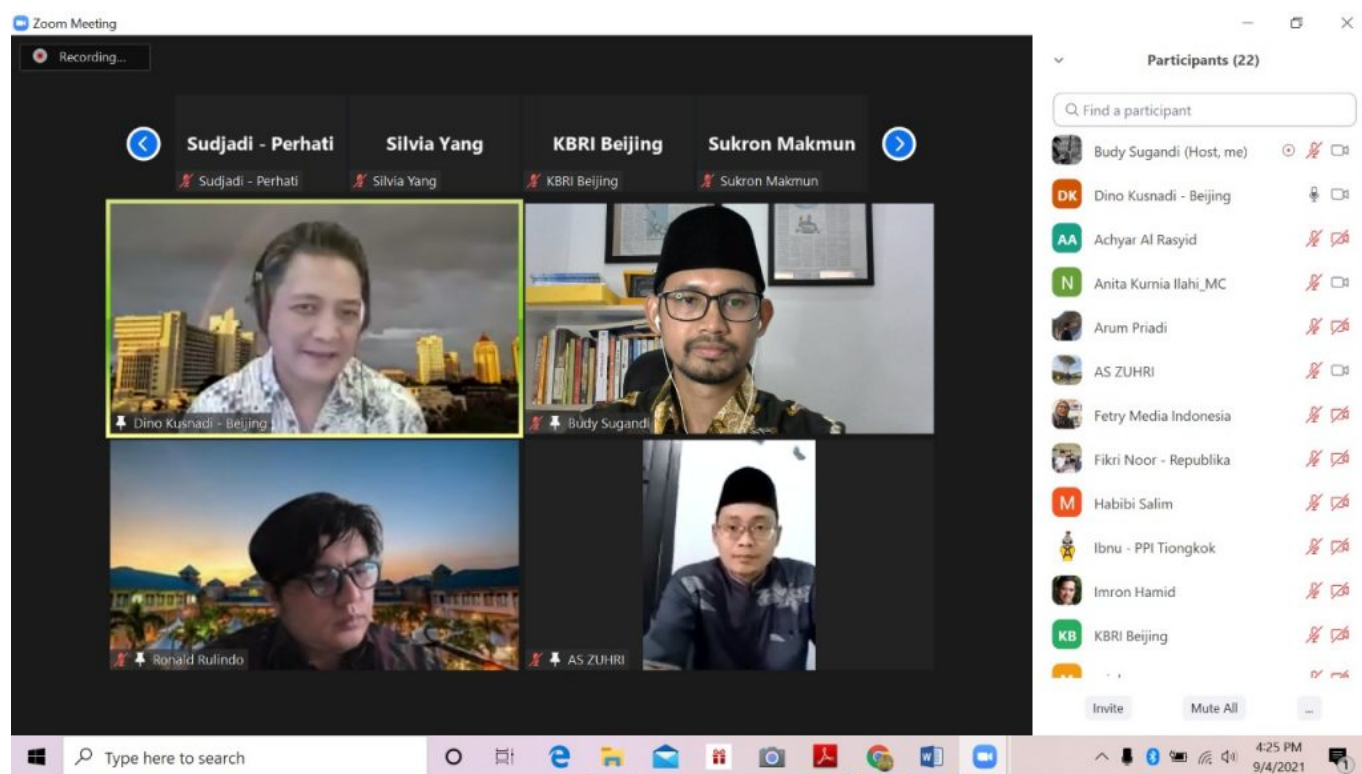 Zoom Meeting
Recording...
Sudjadi - Perhati
Silvia Yang
KBRI Beijing
Sukron Makmun
Sudjadi - Perhati
Silvia Yang
KBRI Beijing
Sukron Makmun
Dino Kusnadi - Beijing
Budy Sugandi
Ronald Rulindo
AS ZUHRI
Participants (22)
Find a participant
Budy Sugandi (Host, me)
DK Dino Kusnadi - Beijing
AA Achyar Al Rasyid
N Anita Kurnia Ilahi_MC
Arum Priadi
AS ZUHRI
Fetry Media Indonesia
Fikri Noor - Republika
M Habibi Salim
Ibnu - PPI Tiongkok
Imron Hamid
KB KBRI Beijing
Invite
Mute All
...
Type here to search
4:25 PM
9/4/2021
1